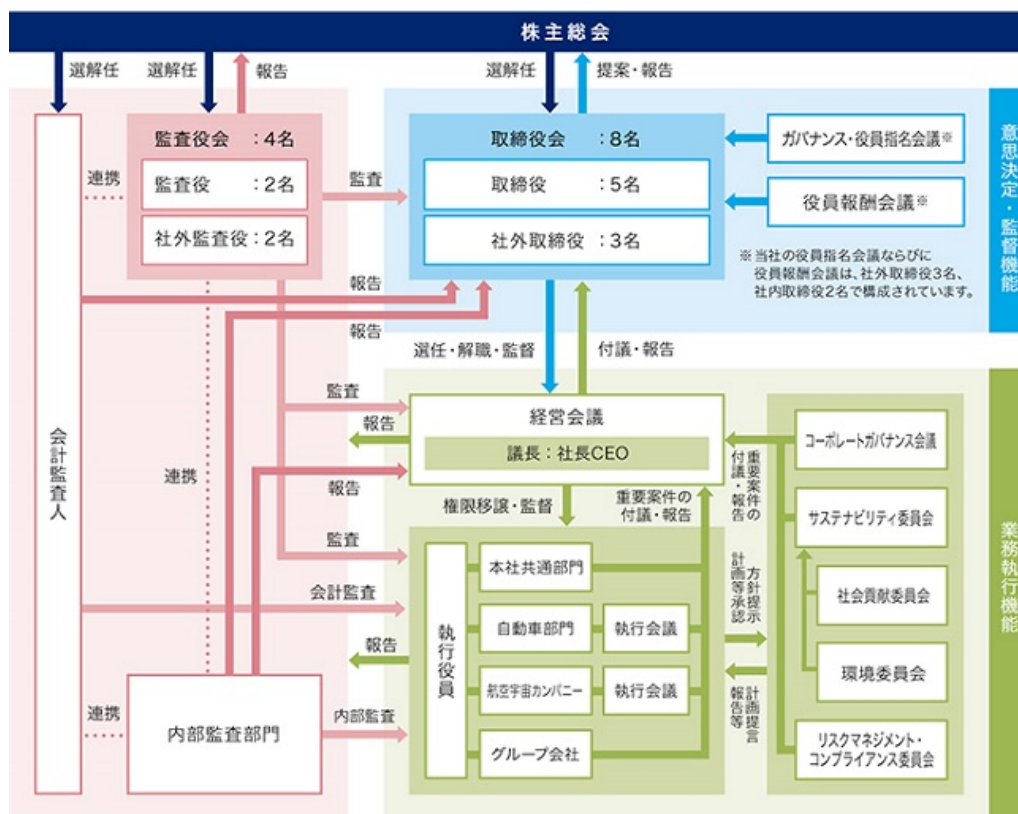 株主総会
選解任
選解任
報告
選解任
提案・報告
監査役会 :4名
監査役 :2名
社外監査役:2名
連携
監査
取締役会 :8名
取締役 :5名
社外取締役 :3名
ガバナンス・役員指名会議※
役員報酬会議※
※当社の役員指名会議ならびに
役員報酬会議は、社外取締役3名、
社内取締役2名で構成されています。
意思決定・監督機能
報告
報告
選任・解職・監督
付議・報告
監査
報告
経営会議
議長:社長CEO
報告
連携
会計監査人
権限移譲・監督
重要案件の
付議・報告
重要案件の
付議・報告
コーポレートガバナンス会議
サステナビリティ委員会
社会貢献委員会
環境委員会
リスクマネジメント・
コンプライアンス委員会
業務執行機能
監査
会計監査
報告
執行役員
本社共通部門
自動車部門
執行会議
航空宇宙カンパニー
執行会議
グループ会社
方針提示
計画等承認
計画提言
報告等
連携
内部監査部門
内部監査